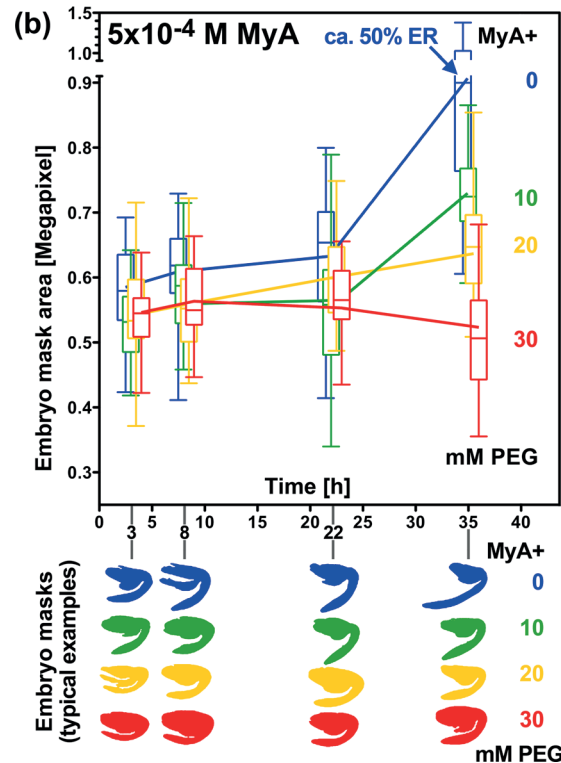 (b)
5x10-4 M MyA
ca. 50% ER
MyA+
0
10
20
30
mM PEG
Embryo mask area [Megapixel]
1.5
1.0
0.9
0.8
0.7
0.6
0.5
0.4
0.3
Time [h]
0 5 10 15 20 25 30 35 40
3 8 22
MyA+
0
10
20
30
mM PEG
Embryo masks
(typical examples)